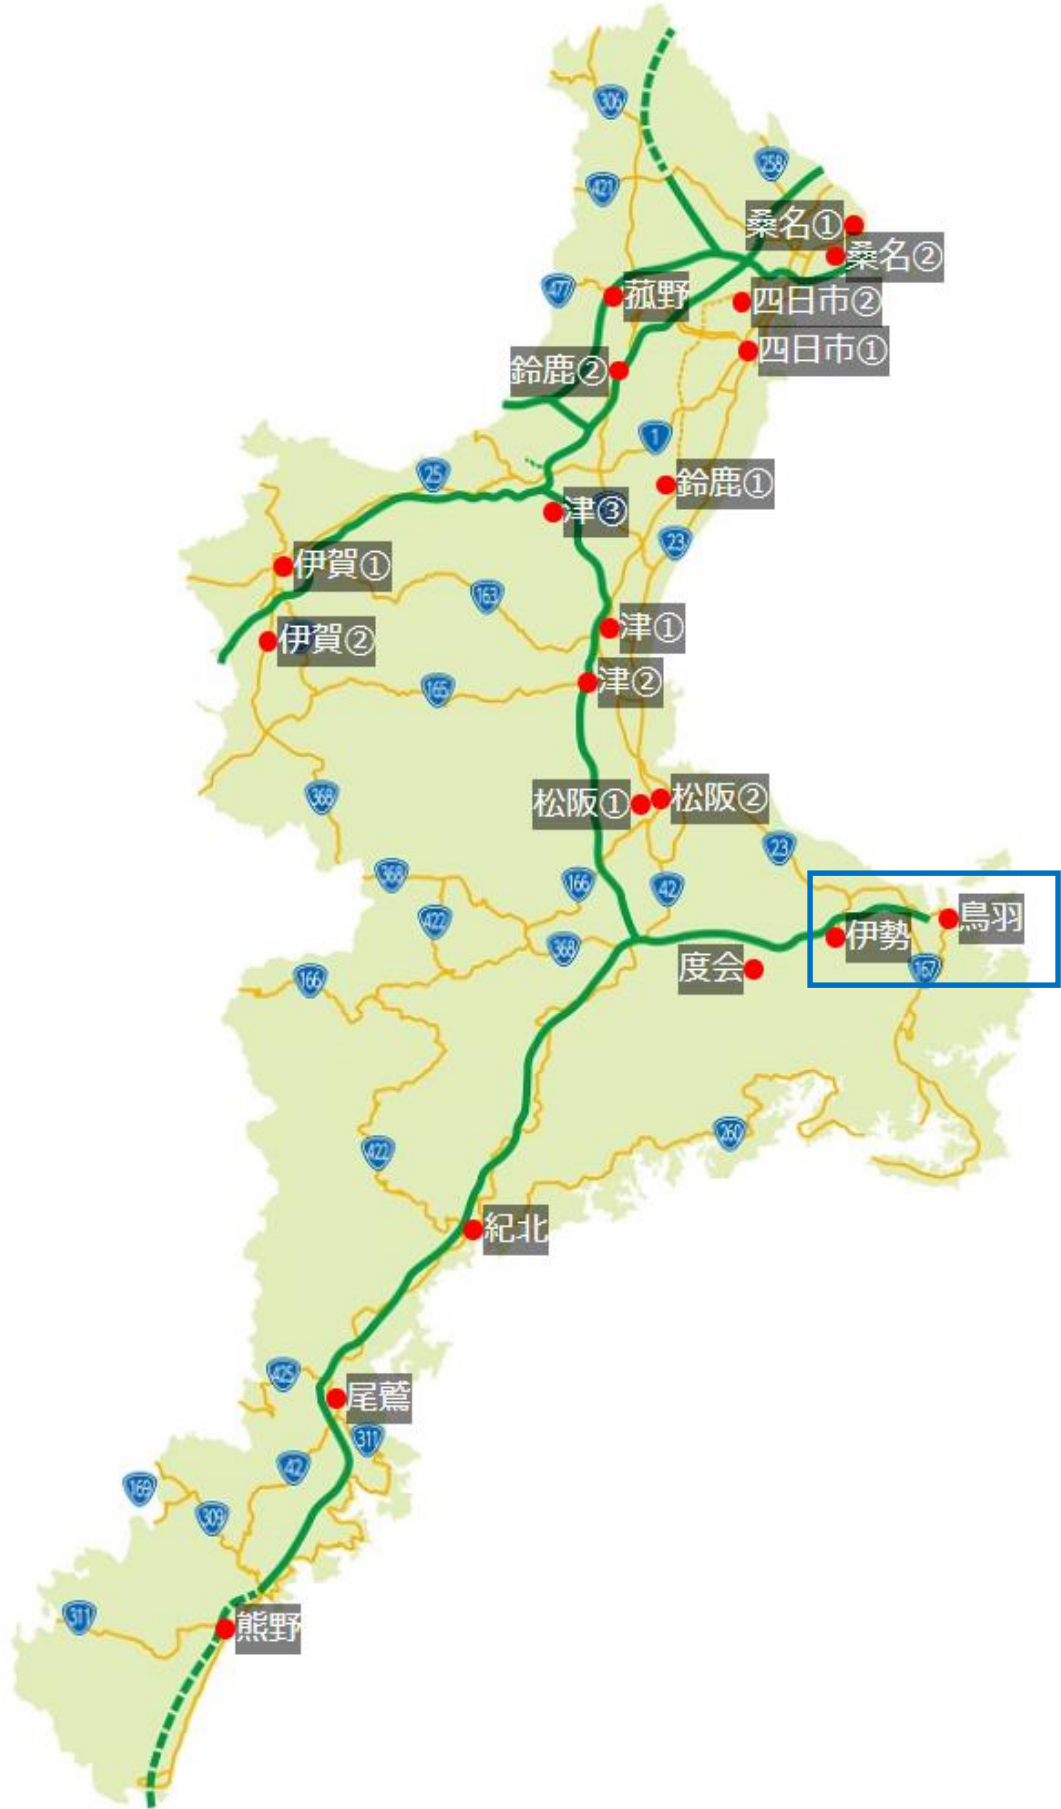 306
258
421
桑名①
桑名②
477
菰野
四日市②
四日市①
鈴鹿②
1
25
鈴鹿①
津③
23
伊賀①
163
津①
伊賀②
津②
165
松阪①
松阪②
368
23
368
166
42
422
鳥羽
伊勢
368
度会
167
166
260
422
紀北
425
尾鷲
311
42
169
309
311
熊野